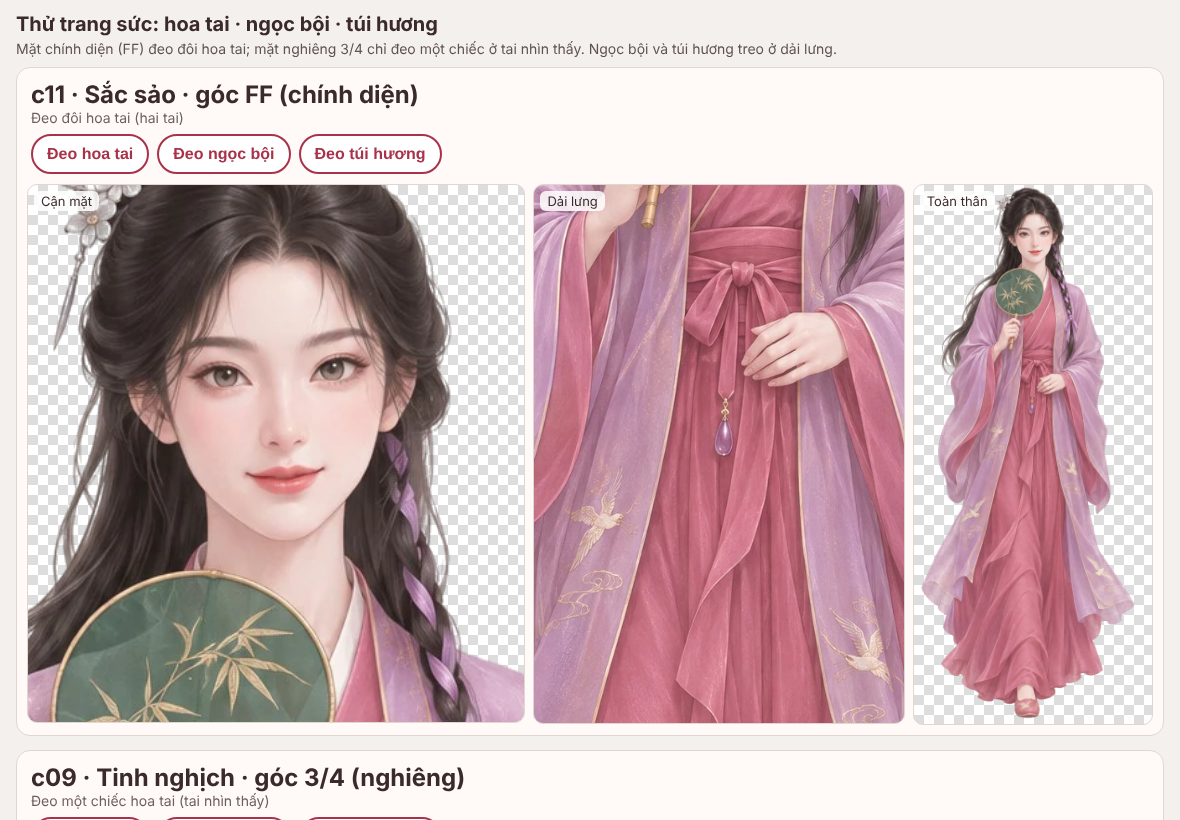 Thử trang sức: hoa tai · ngọc bội · túi hương
Mặt chính diện (FF) đeo đôi hoa tai; mặt nghiêng 3/4 chỉ đeo một chiếc ở tai nhìn thấy. Ngọc bội và túi hương treo ở dải lưng.
c11 · Sắc sảo · góc FF (chính diện)
Đeo đôi hoa tai (hai tai)
Đeo hoa tai
Đeo ngọc bội
Đeo túi hương
Cận mặt
Dải lưng
Toàn thân
c09 · Tinh nghịch · góc 3/4 (nghiêng)
Đeo một chiếc hoa tai (tai nhìn thấy)